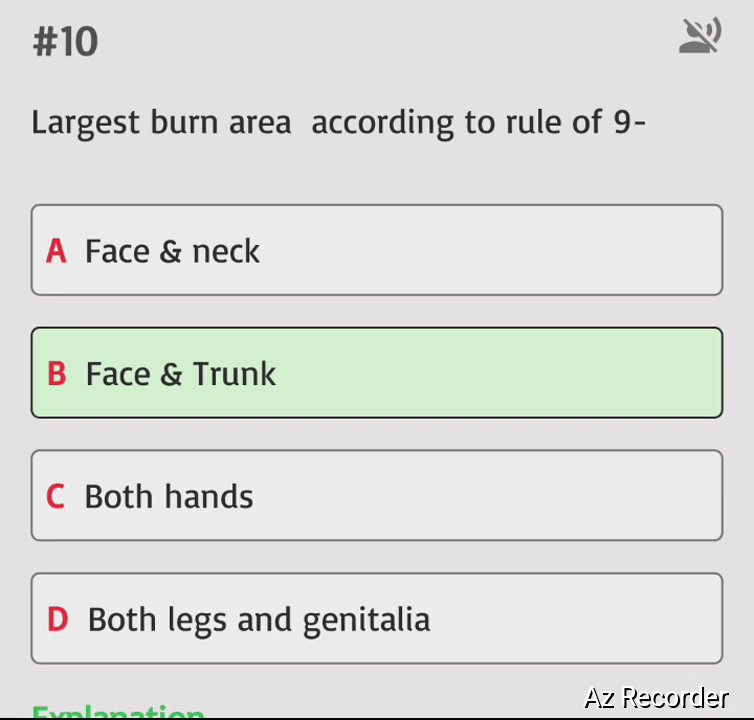 #10
Largest burn area according to rule of 9-
A Face & neck
B Face & Trunk
C Both hands
D Both legs and genitalia
Explanation
Az Recorder